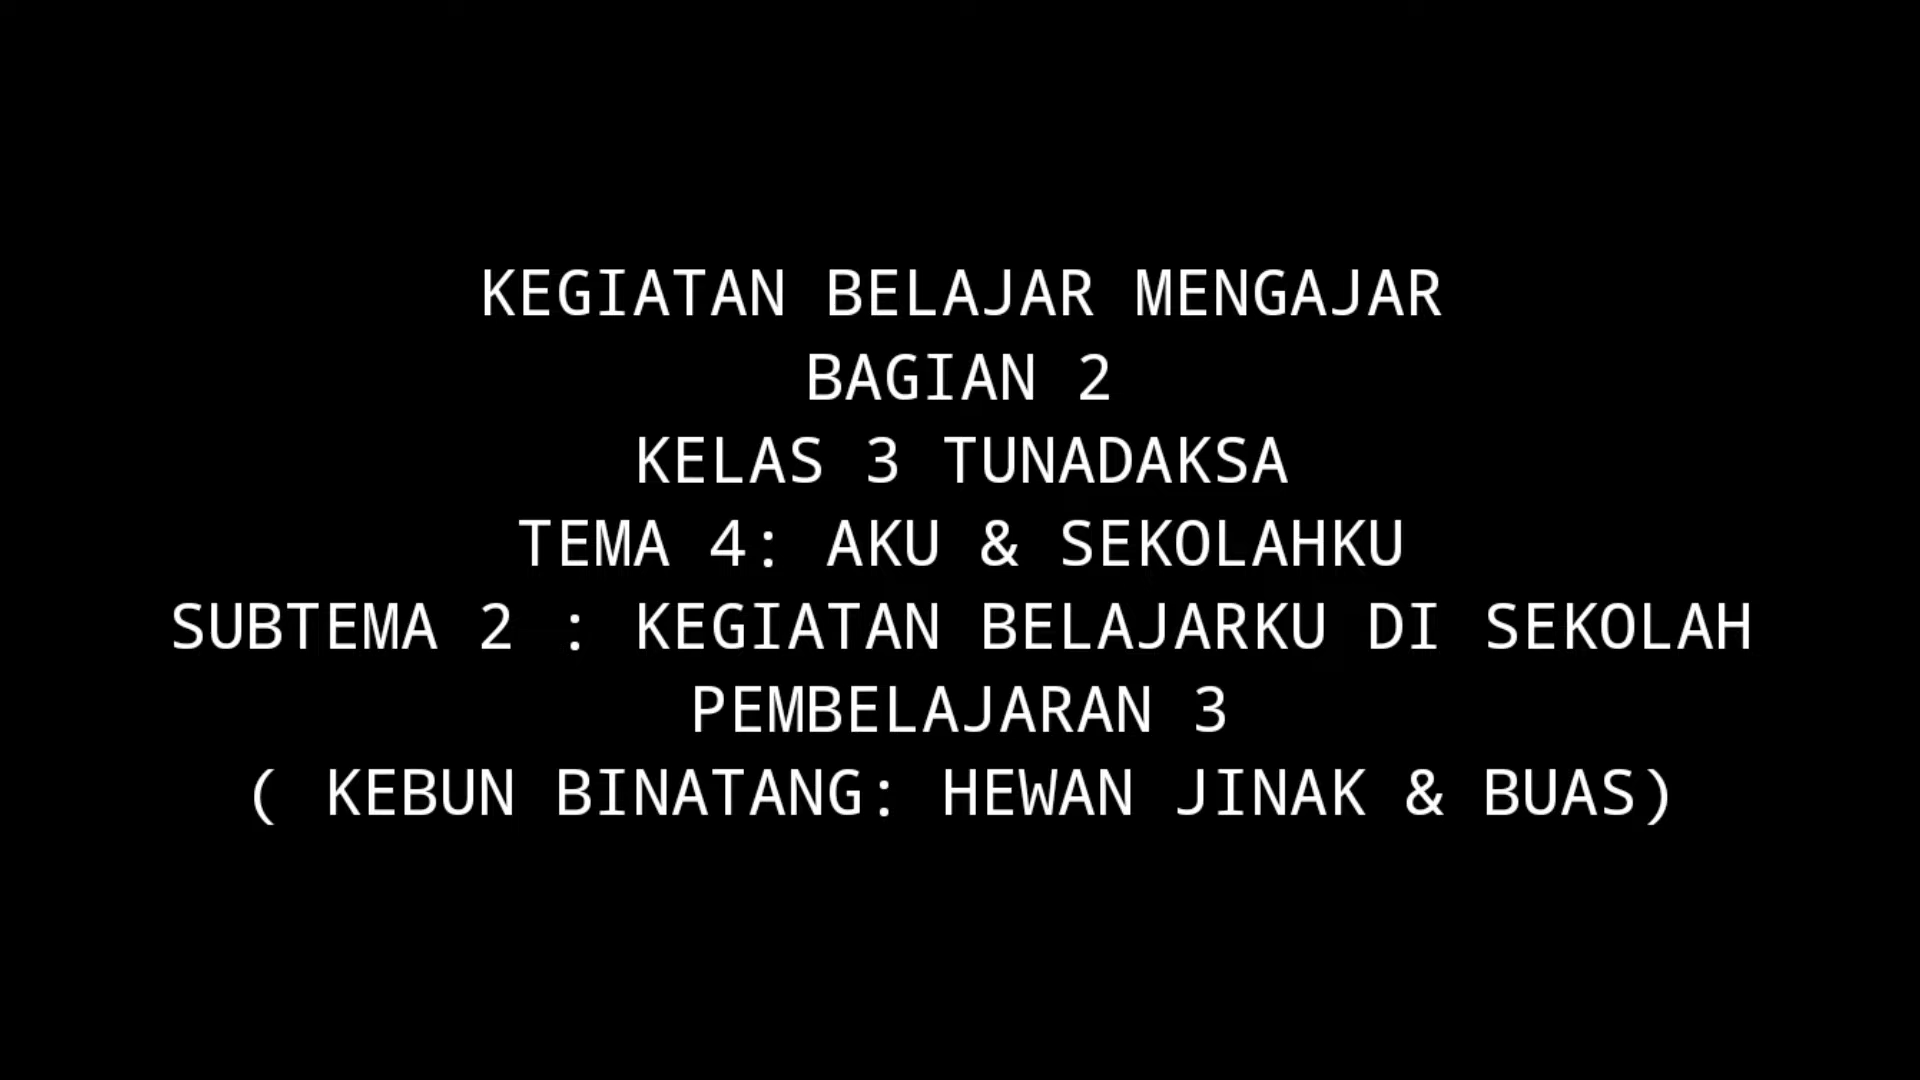 KEGIATAN BELAJAR MENGAJAR
BAGIAN 2
KELAS 3 TUNADAKSA
TEMA 4: AKU & SEKOLAHKU
SUBTEMA 2 : KEGIATAN BELAJARKU DI SEKOLAH
PEMBELAJARAN 3
( KEBUN BINATANG: HEWAN JINAK & BUAS)